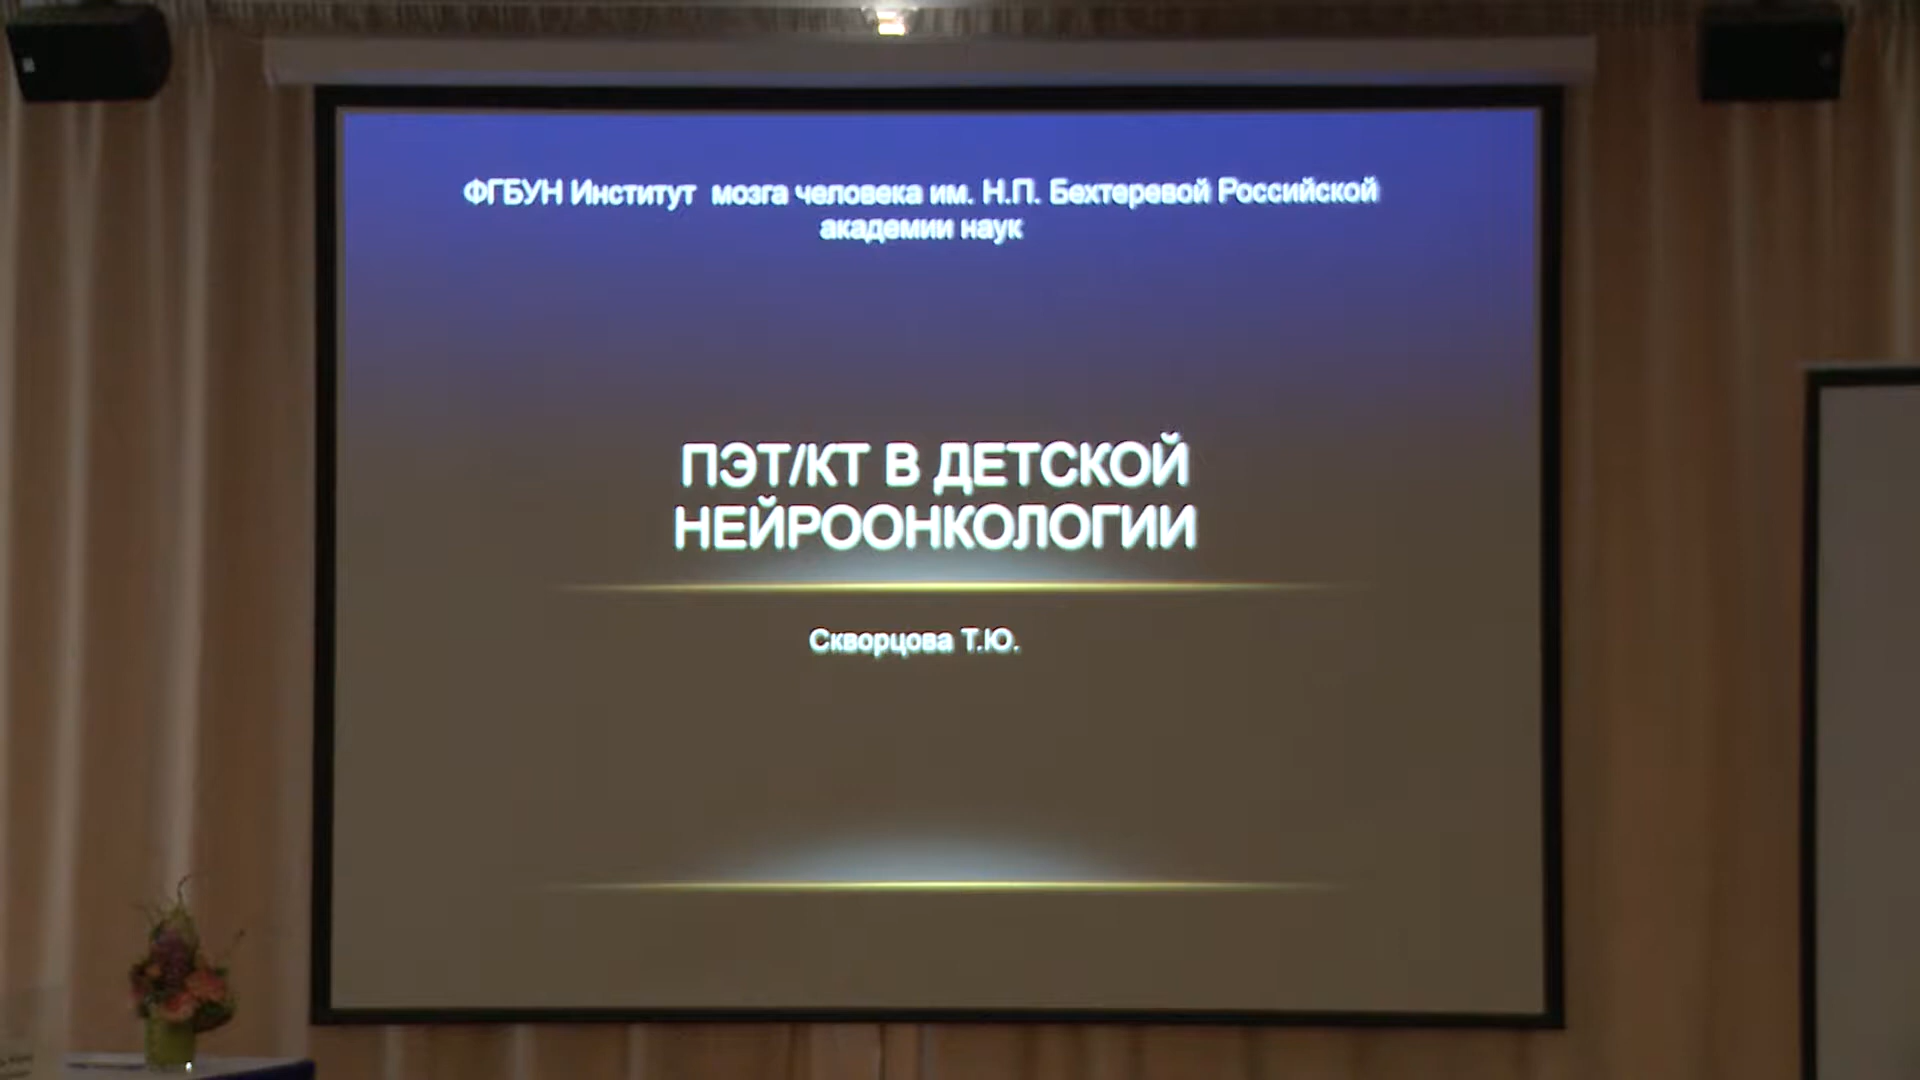 ФГБУН Институт мозга человека им. Н.П. Бехтеревой Российской
академии наук
ПЭТ/КТ В ДЕТСКОЙ
НЕЙРООНКОЛОГИИ
Скворцова Т.Ю.